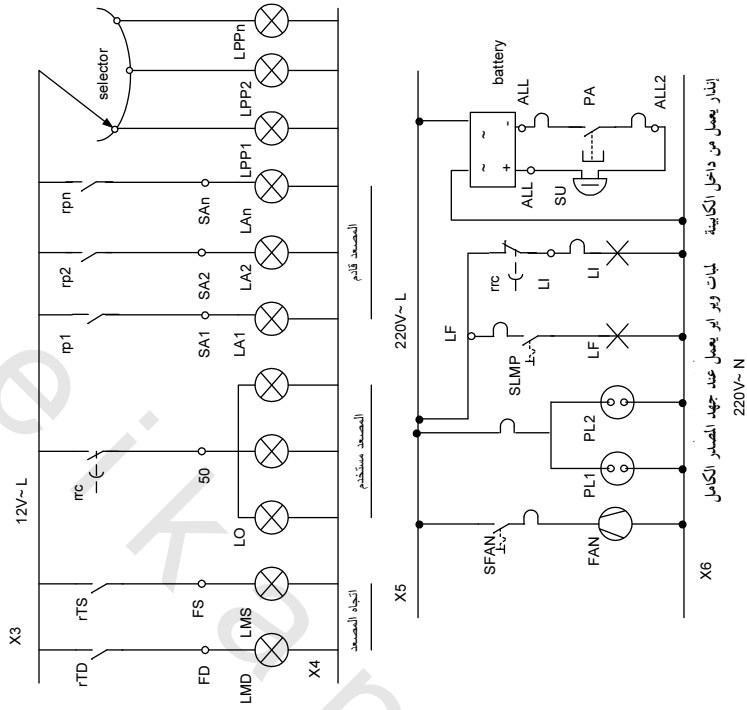 X3
12V~ L
rTD
rTS
rrc
rp1
rp2
rpn
selector
FD
FS
50
SA1
SA2
SAn
LMD
LMS
LO
LA1
LA2
LAn
LPP1
LPP2
LPPn
X4
اتجاه المصعد
المصعد مستخدم
المصعد قادم
X5
220V~ L
battery
~ ~
+ -
LF
ALL
ALL
SFAN
SLMP
rrc
LI
SU
PA
FAN
PL1
PL2
LF
LI
ALL2
X6
لمبات وبر ابر يعمل عند جهد المصدر الكامل
إنذار يعمل من داخل الكابينة
220V~ N
e i k a